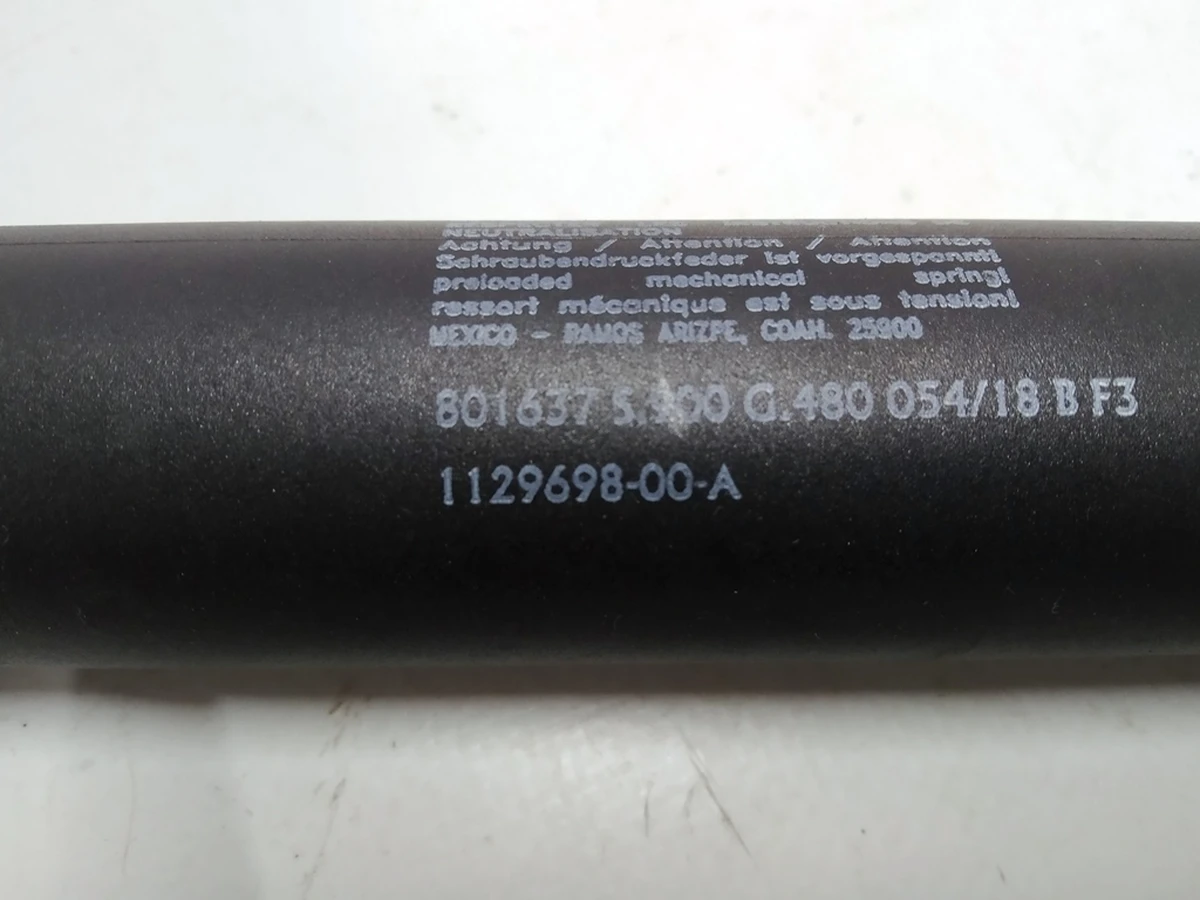 NEUTRALISATION
Achtung / Attention / Attention
Schraubendruckfeder ist vorgespannt!
preloaded mechanical spring!
ressort mécanique est sous tension!
MEXICO - RAMOS ARIZPE, COAH. 25900
801637 G.480 054/18 B F3
1129698-00-A